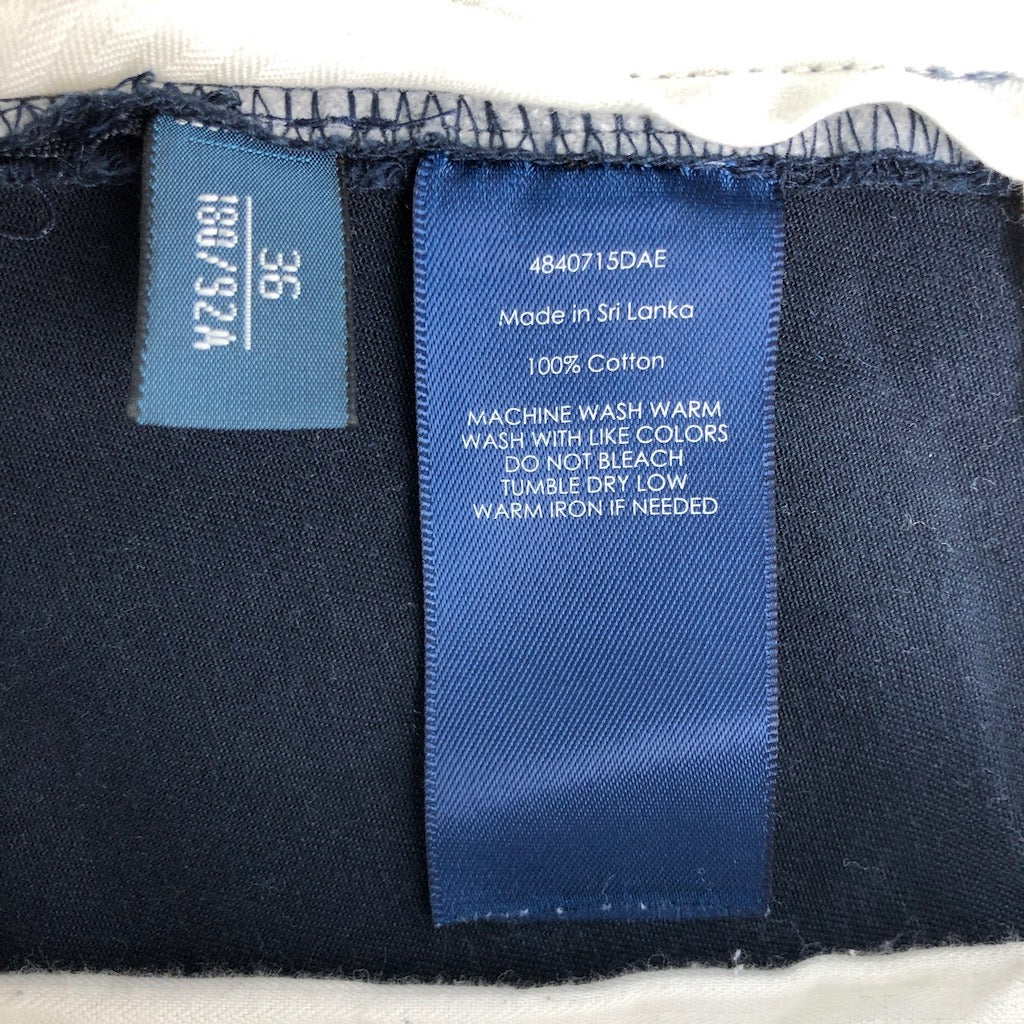 36
180/92A
4840715DAE
Made in Sri Lanka
100% Cotton
MACHINE WASH WARM
WASH WITH LIKE COLORS
DO NOT BLEACH
TUMBLE DRY LOW
WARM IRON IF NEEDED